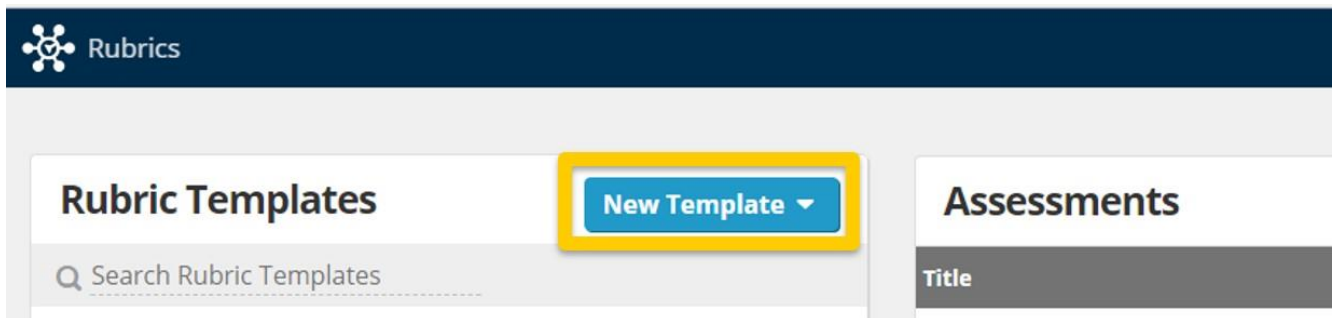 Rubrics
Rubric Templates
New Template
Search Rubric Templates
Assessments
Title